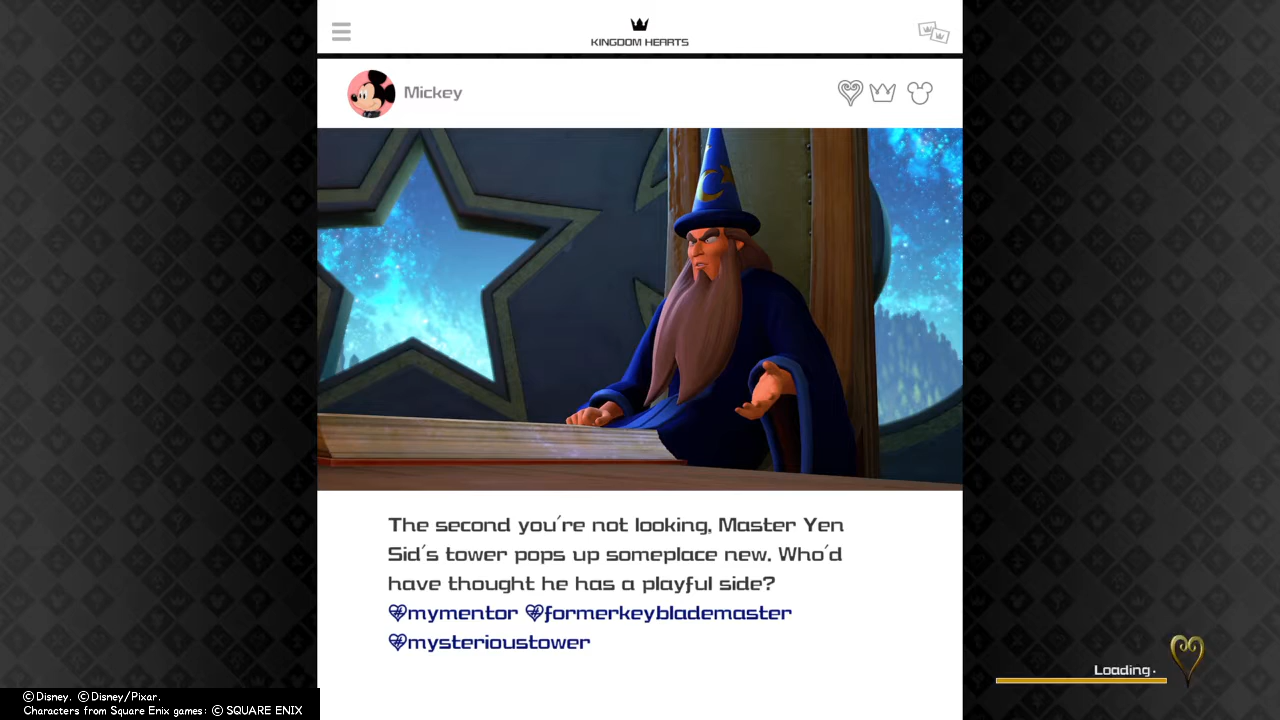 KINGDOM HEARTS
Mickey
The second you're not looking, Master Yen
Sid's tower pops up someplace new. Who'd
have thought he has a playful side?
#mymentor #formerkeyblademaster
#mysterioustower
Loading.
©Disney. ©Disney/Pixar.
Characters from Square Enix games: © SQUARE ENIX